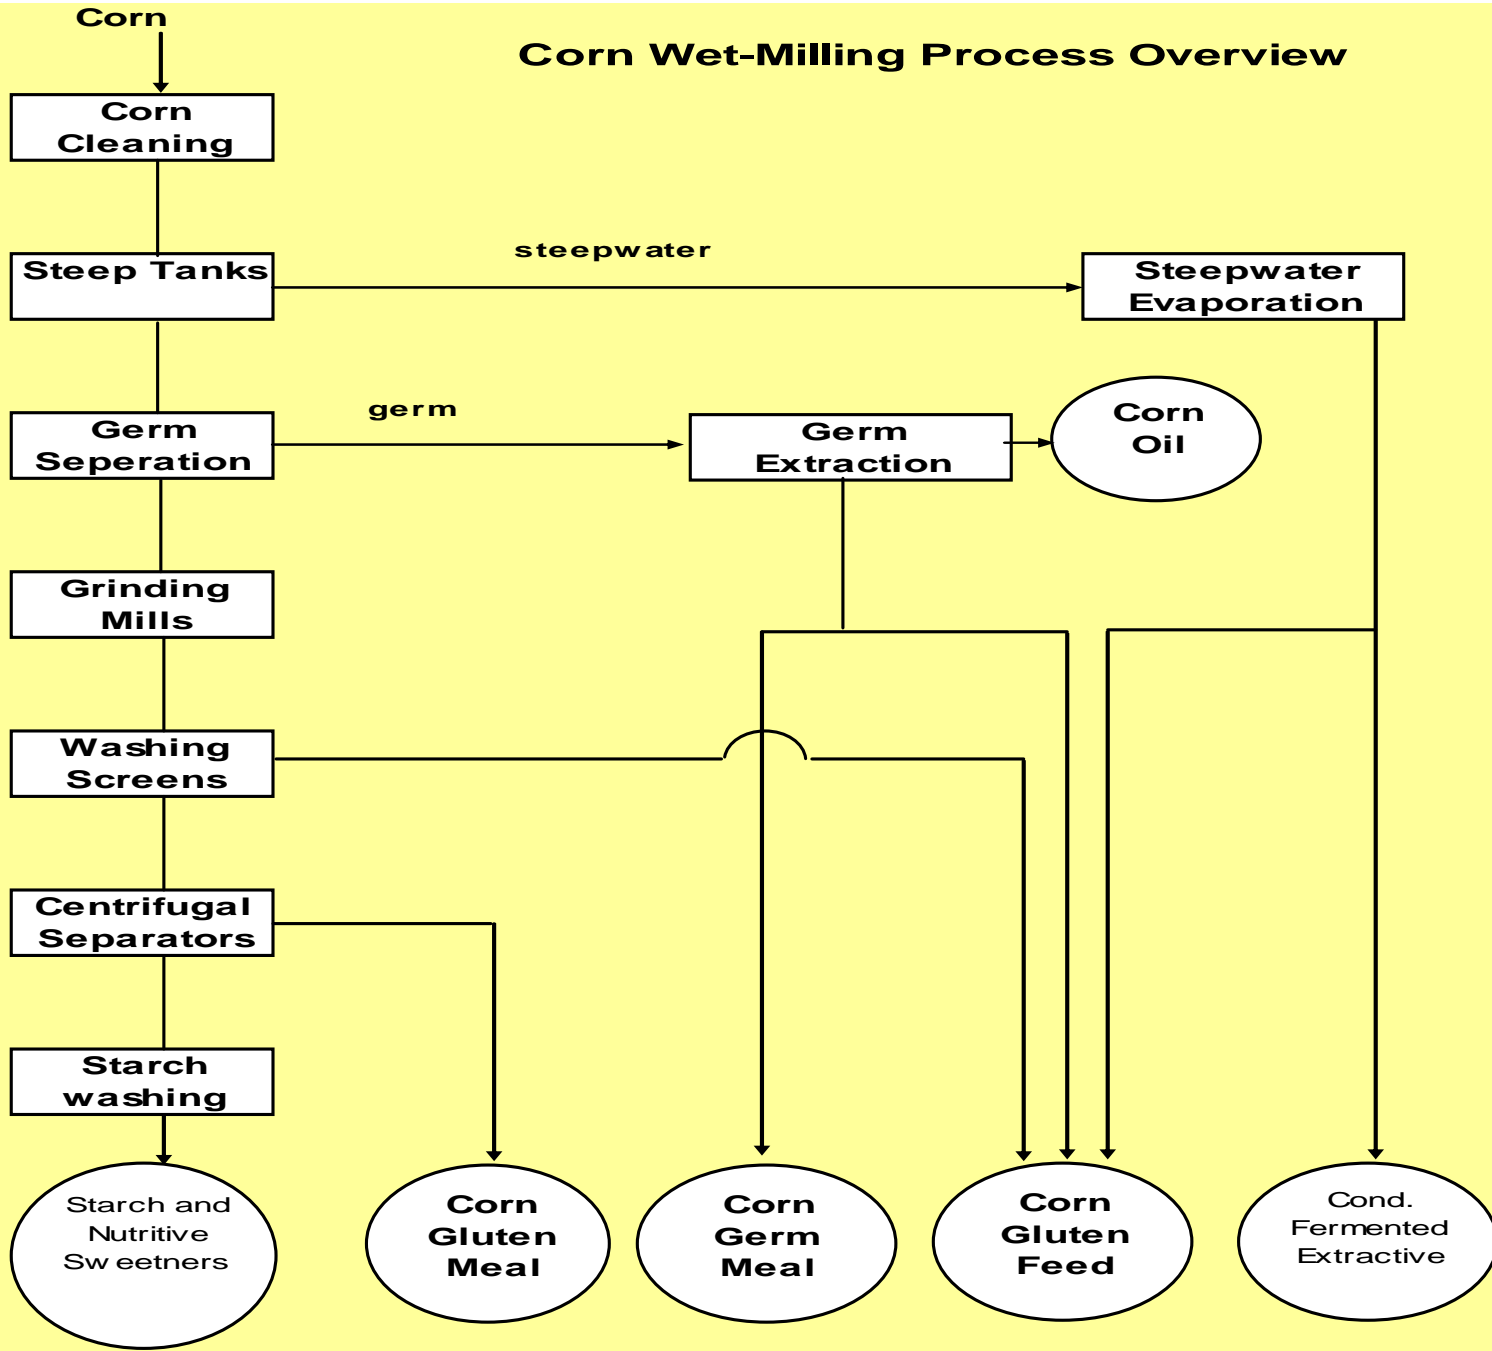 Corn
Corn Wet-Milling Process Overview
Corn
Cleaning
Steep Tanks
steepwater
Steepwater
Evaporation
Germ
Seperation
germ
Germ
Extraction
Corn
Oil
Grinding
Mills
Washing
Screens
Centrifugal
Separators
Starch
washing
Starch and
Nutritive
Sweetners
Corn
Gluten
Meal
Corn
Germ
Meal
Corn
Gluten
Feed
Cond.
Fermented
Extractive